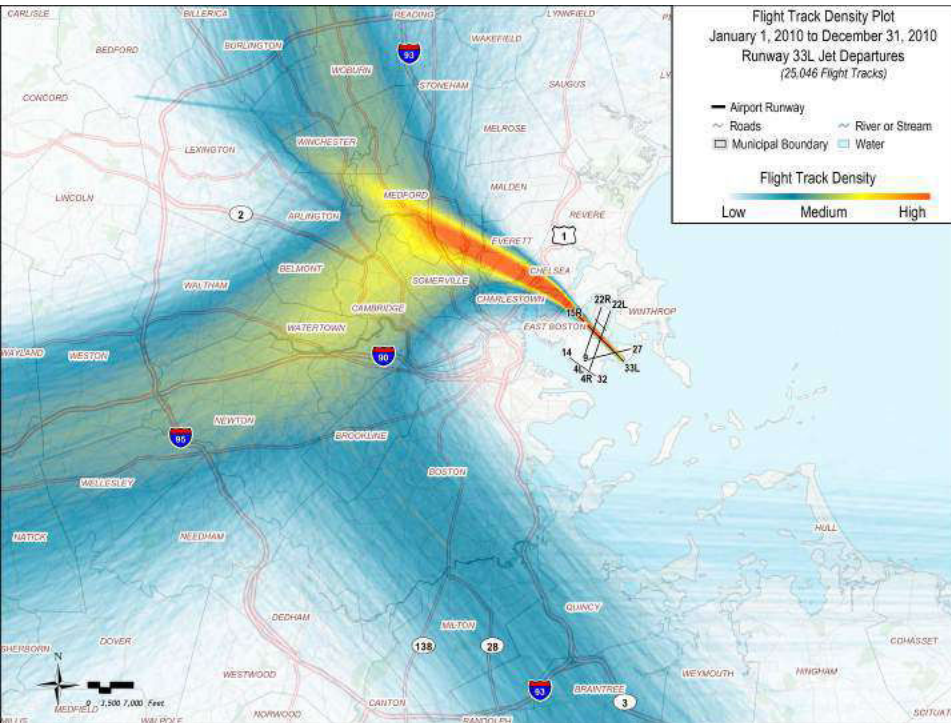 Flight Track Density Plot
January 1, 2010 to December 31, 2010
Runway 33L Jet Departures
(25,046 Flight Tracks)
Airport Runway
Roads
River or Stream
Municipal Boundary
Water
Flight Track Density
Low Medium High
CARLISLE
BILLERICA
READING
LYNNFIELD
BEDFORD
BURLINGTON
93
WAKEFIELD
WOBURN
STONEHAM
SAUGUS
CONCORD
WINCHESTER
MELROSE
LEXINGTON
LINCOLN
MEDFORD
MALDEN
2
ARLINGTON
REVERE
1
EVERETT
BELMONT
SOMERVILLE
CHELSEA
WALTHAM
CAMBRIDGE
CHARLESTOWN
15R
22R
22L
WINTHROP
WATERTOWN
EAST BOSTON
WAYLAND
WESTON
90
14
9
27
4L
33L
4R
32
NEWTON
95
BROOKLINE
BOSTON
WELLESLEY
HULL
NATICK
NEEDHAM
QUINCY
DEDHAM
MILTON
SHERBORN
DOVER
138
28
COHASSET
N
WESTWOOD
WEYMOUTH
HINGHAM
0 3,500 7,000 Feet
93
BRAINTREE
3
MEDFIELD
NORWOOD
CANTON